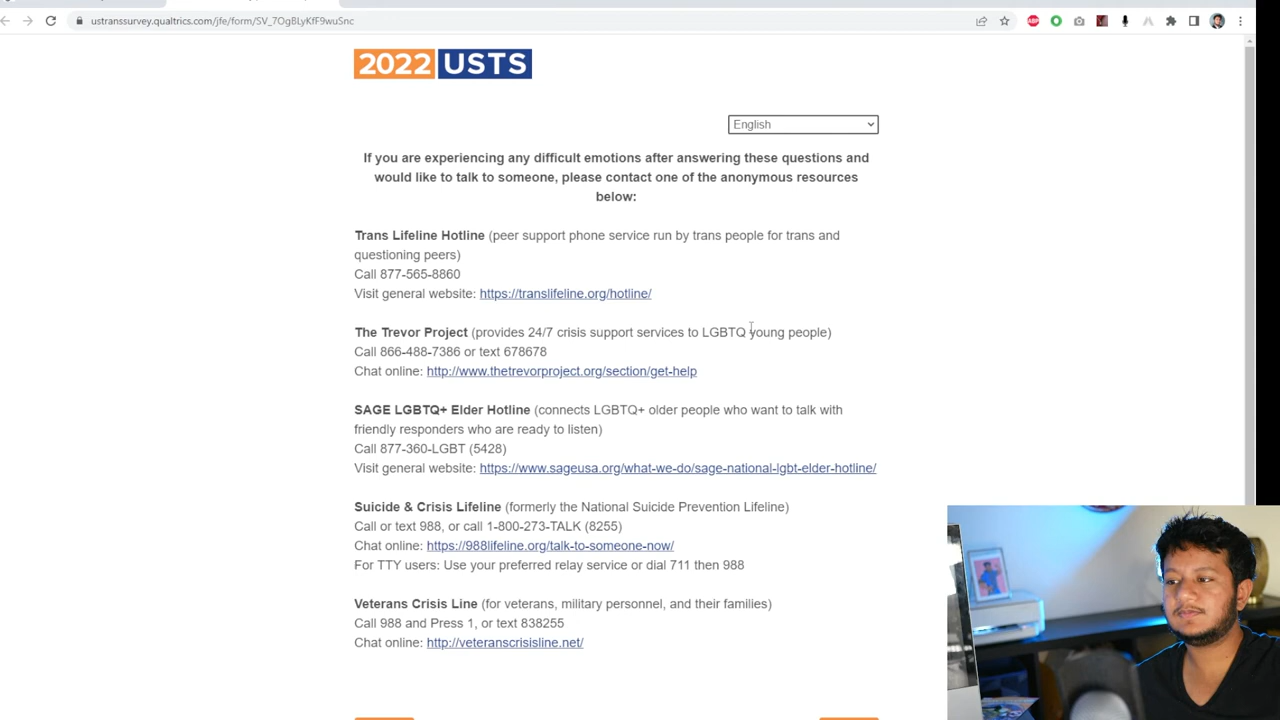 ustranssurvey.qualtrics.com/jfe/form/SV_7Og8LyKfF9wuSnc
ABP
2022 USTS
English
If you are experiencing any difficult emotions after answering these questions and
would like to talk to someone, please contact one of the anonymous resources
below:
Trans Lifeline Hotline (peer support phone service run by trans people for trans and
questioning peers)
Call 877-565-8860
Visit general website: https://translifeline.org/hotline/
The Trevor Project (provides 24/7 crisis support services to LGBTQ young people)
Call 866-488-7386 or text 678678
Chat online: http://www.thetrevorproject.org/section/get-help
SAGE LGBTQ+ Elder Hotline (connects LGBTQ+ older people who want to talk with
friendly responders who are ready to listen)
Call 877-360-LGBT (5428)
Visit general website: https://www.sageusa.org/what-we-do/sage-national-lgbt-elder-hotline/
Suicide & Crisis Lifeline (formerly the National Suicide Prevention Lifeline)
Call or text 988, or call 1-800-273-TALK (8255)
Chat online: https://988lifeline.org/talk-to-someone-now/
For TTY users: Use your preferred relay service or dial 711 then 988
Veterans Crisis Line (for veterans, military personnel, and their families)
Call 988 and Press 1, or text 838255
Chat online: http://veteranscrisisline.net/